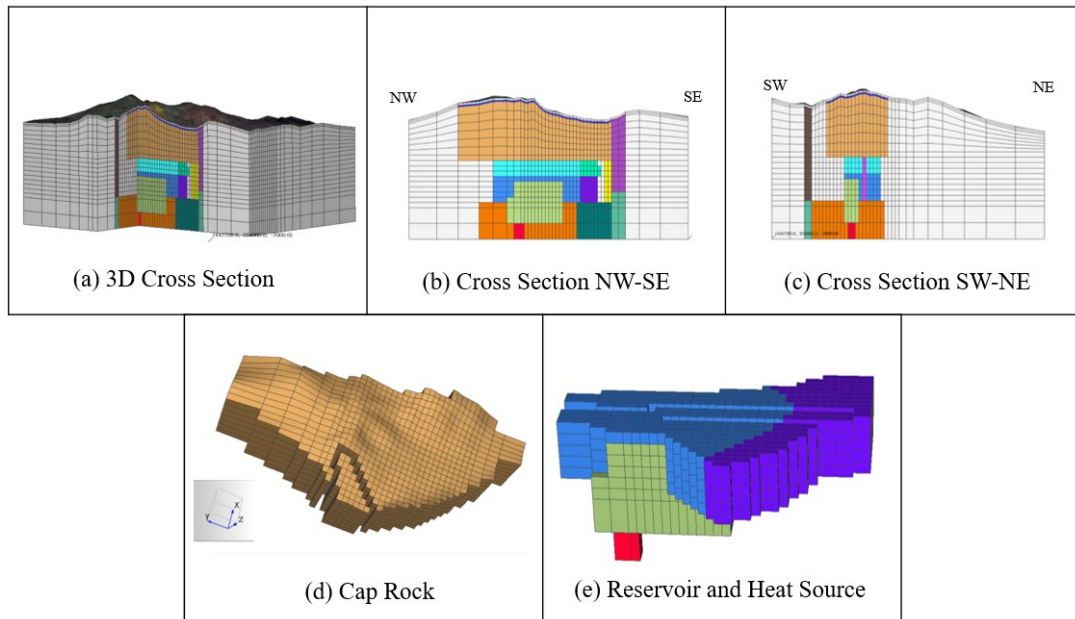 NW
SE
SW
NE
(a) 3D Cross Section
(b) Cross Section NW-SE
(c) Cross Section SW-NE
X
Y
Z
(d) Cap Rock
(e) Reservoir and Heat Source